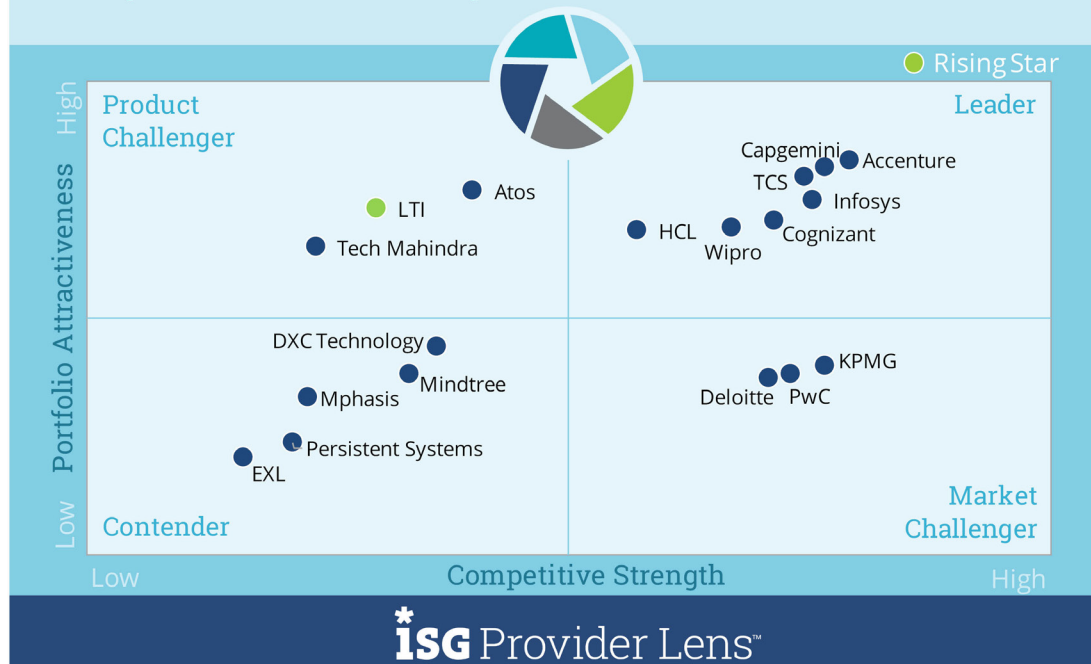 Rising Star
High
Product
Challenger
Leader
Capgemini
Accenture
TCS
Atos
Infosys
LTI
HCL
Cognizant
Tech Mahindra
Wipro
Portfolio Attractiveness
DXC Technology
KPMG
Mindtree
Deloitte
PwC
Mphasis
Persistent Systems
EXL
Market
Challenger
Contender
Low
Low
Competitive Strength
High
ISG Provider Lens™